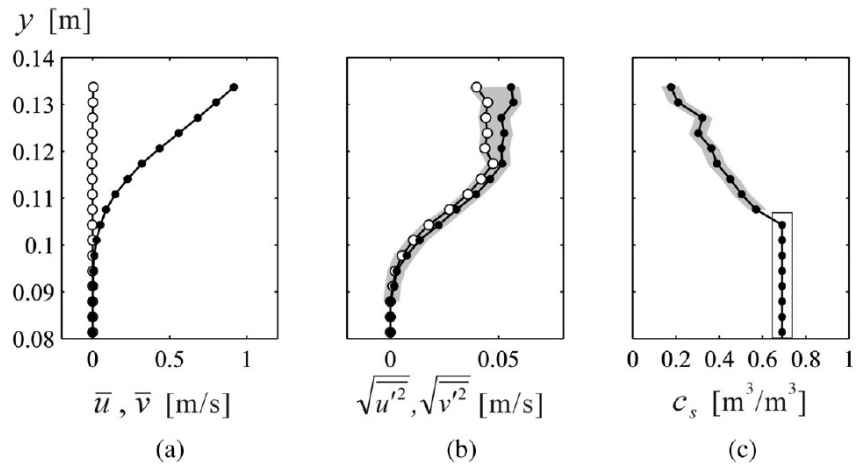 y [m]
0.14
0.13
0.12
0.11
0.1
0.09
0.08
0 0.5 1
0 0.05
0 0.2 0.4 0.6 0.8 1
u̅ , v̅ [m/s]
√u'²̅,√v'²̅ [m/s]
c_s [m³/m³]
(a)
(b)
(c)